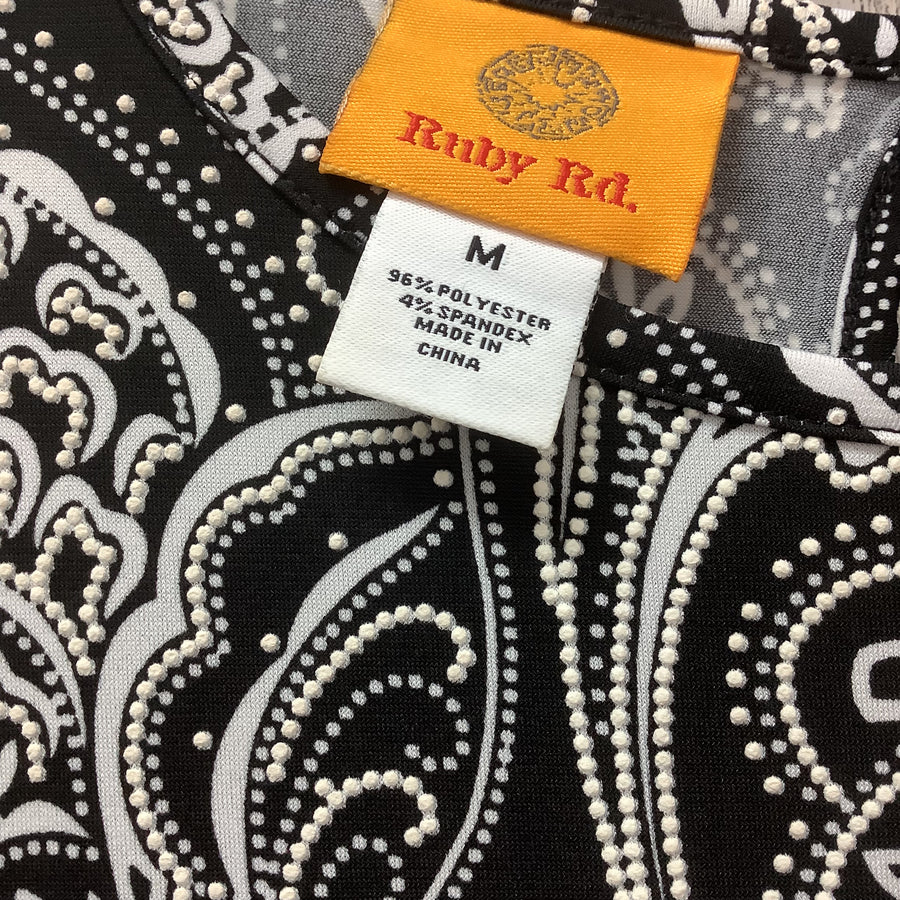 Ruby Rd.
M
96% POLYESTER
4% SPANDEX
MADE IN
CHINA